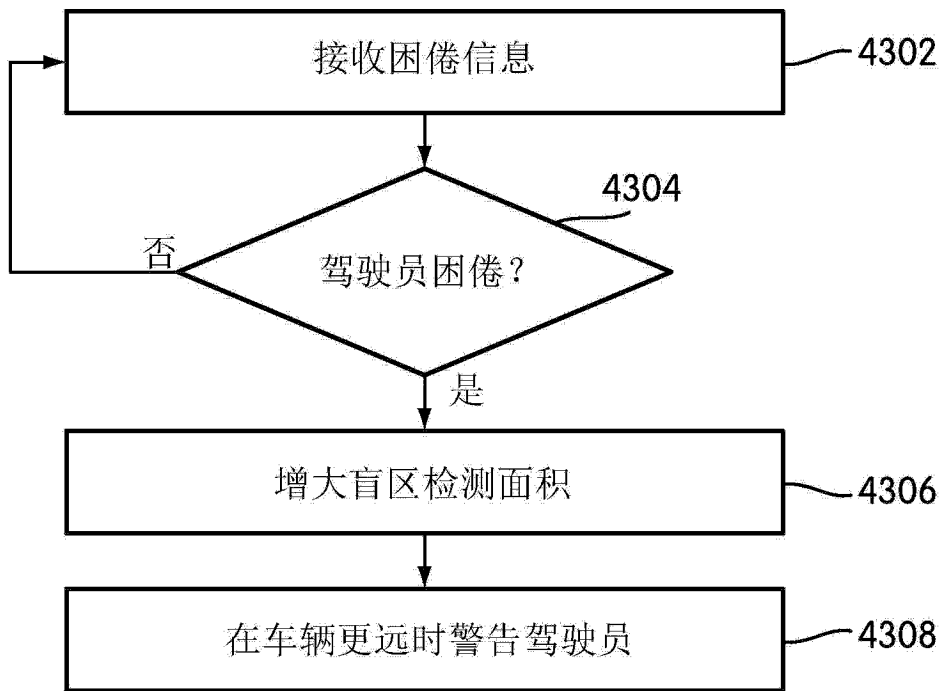 接收困倦信息
4302
4304
驾驶员困倦？
否
是
增大盲区检测面积
4306
在车辆更远时警告驾驶员
4308